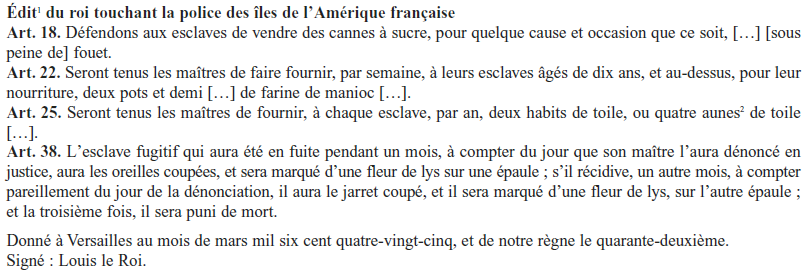 Édit¹ du roi touchant la police des îles de l’Amérique française
Art. 18. Défendons aux esclaves de vendre des cannes à sucre, pour quelque cause et occasion que ce soit, […] [sous
peine de] fouet.
Art. 22. Seront tenus les maîtres de faire fournir, par semaine, à leurs esclaves âgés de dix ans, et au-dessus, pour leur
nourriture, deux pots et demi […] de farine de manioc […].
Art. 25. Seront tenus les maîtres de fournir, à chaque esclave, par an, deux habits de toile, ou quatre aunes² de toile
[…].
Art. 38. L’esclave fugitif qui aura été en fuite pendant un mois, à compter du jour que son maître l’aura dénoncé en
justice, aura les oreilles coupées, et sera marqué d’une fleur de lys sur une épaule ; s’il récidive, un autre mois, à compter
pareillement du jour de la dénonciation, il aura le jarret coupé, et il sera marqué d’une fleur de lys, sur l’autre épaule ;
et la troisième fois, il sera puni de mort.
Donné à Versailles au mois de mars mil six cent quatre-vingt-cinq, et de notre règne le quarante-deuxième.
Signé : Louis le Roi.